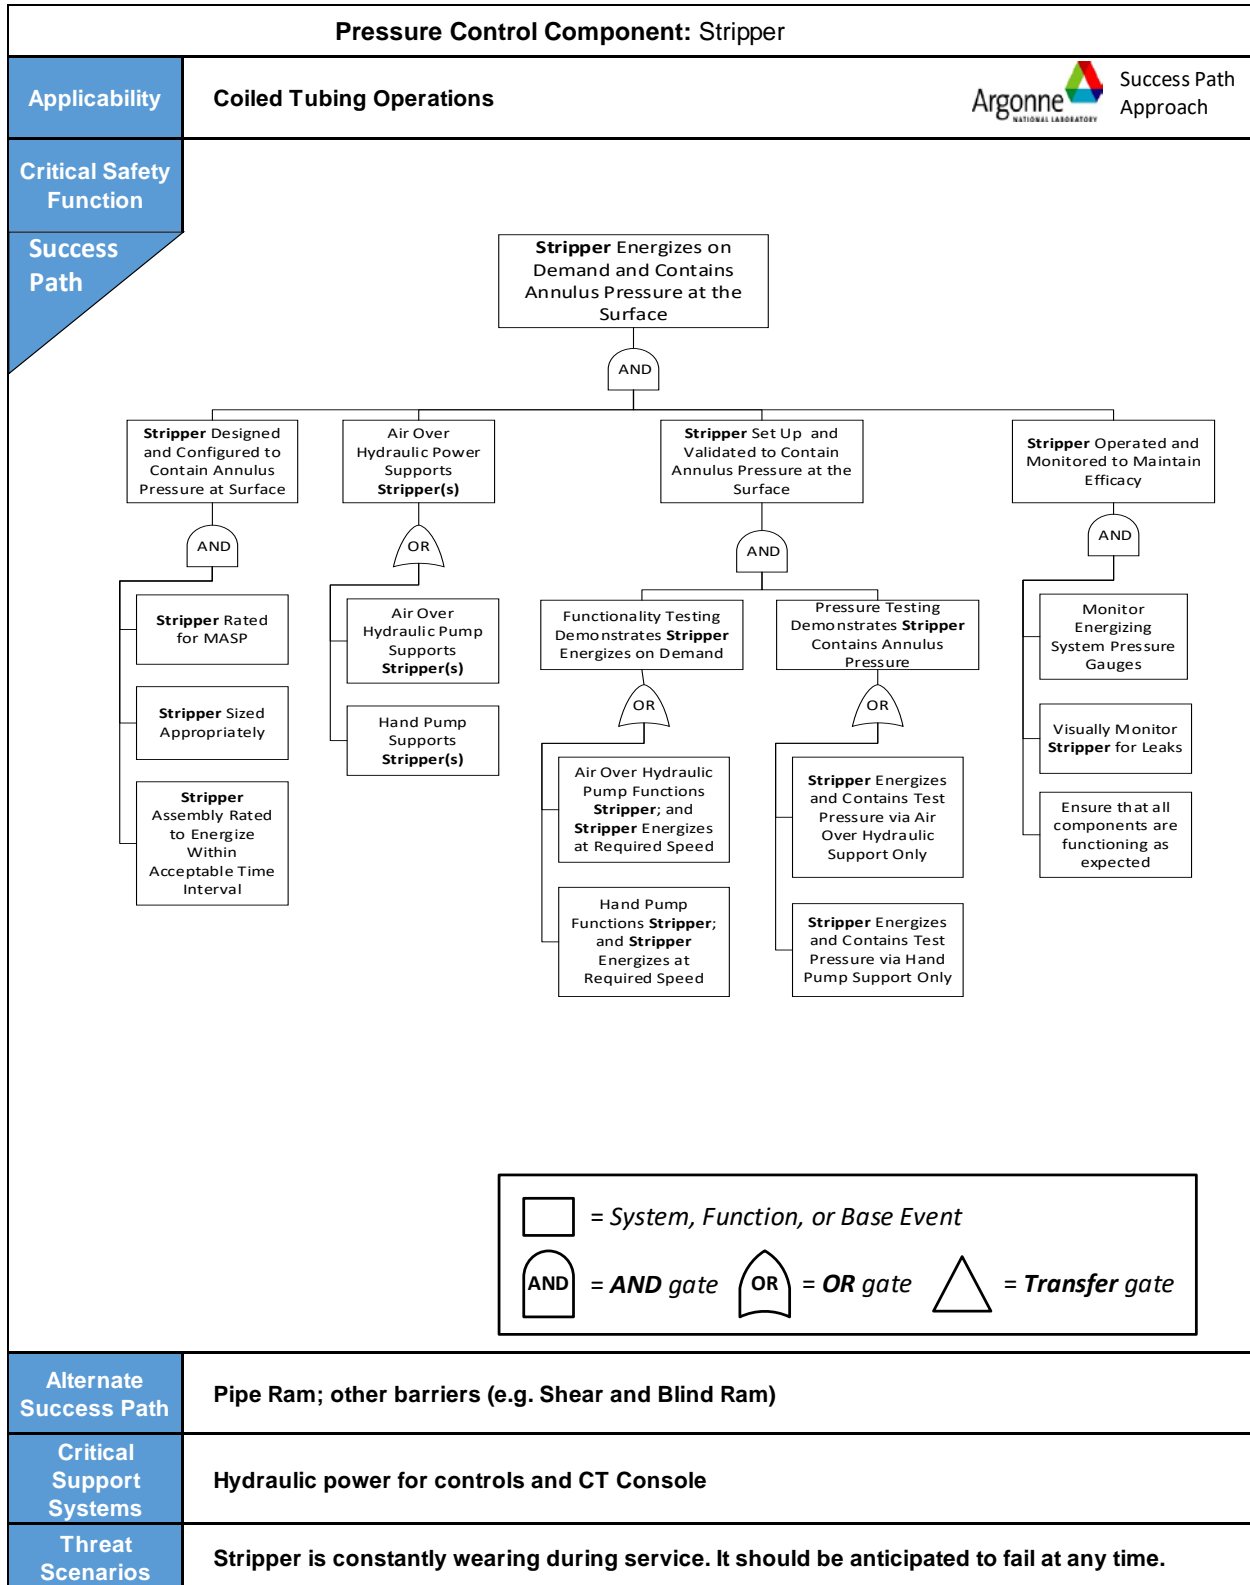 Pressure Control Component: Stripper
Applicability
Coiled Tubing Operations
Argonne
NATIONAL LABORATORY
Success Path
Approach
Critical Safety
Function
Success
Path
Stripper Energizes on
Demand and Contains
Annulus Pressure at the
Surface
AND
Stripper Designed
and Configured to
Contain Annulus
Pressure at Surface
Air Over
Hydraulic Power
Supports
Stripper(s)
Stripper Set Up and
Validated to Contain
Annulus Pressure at the
Surface
Stripper Operated and
Monitored to Maintain
Efficacy
AND
OR
AND
AND
Stripper Rated
for MASP
Stripper Sized
Appropriately
Stripper
Assembly Rated
to Energize
Within
Acceptable Time
Interval
Air Over
Hydraulic Pump
Supports
Stripper(s)
Hand Pump
Supports
Stripper(s)
Functionality Testing
Demonstrates Stripper
Energizes on Demand
Pressure Testing
Demonstrates Stripper
Contains Annulus
Pressure
OR
OR
Air Over Hydraulic
Pump Functions
Stripper; and
Stripper Energizes
at Required Speed
Hand Pump
Functions Stripper;
and Stripper
Energizes at
Required Speed
Stripper Energizes
and Contains Test
Pressure via Air
Over Hydraulic
Support Only
Stripper Energizes
and Contains Test
Pressure via Hand
Pump Support Only
Monitor
Energizing
System Pressure
Gauges
Visually Monitor
Stripper for Leaks
Ensure that all
components are
functioning as
expected
= System, Function, or Base Event
AND = AND gate OR = OR gate = Transfer gate
Alternate
Success Path
Pipe Ram; other barriers (e.g. Shear and Blind Ram)
Critical
Support
Systems
Hydraulic power for controls and CT Console
Threat
Scenarios
Stripper is constantly wearing during service. It should be anticipated to fail at any time.